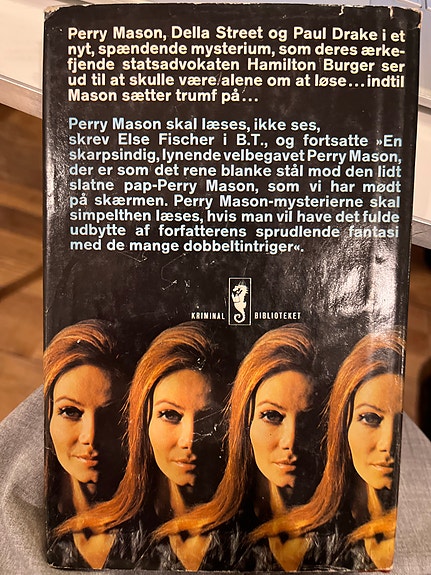 Perry Mason, Della Street og Paul Drake i et
nyt, spændende mysterium, som deres ærke-
fjende statsadvokaten Hamilton Burger ser
ud til at skulle være alene om at løse...indtil
Mason sætter trumf på...
Perry Mason skal læses, ikke ses,
skrev Else Fischer i B.T., og fortsatte »En
skarpsindig, lynende velbegavet Perry Mason,
der er som det rene blanke stål mod den lidt
slatne pap-Perry Mason, som vi har mødt
på skærmen. Perry Mason-mysterierne skal
simpelthen læses, hvis man vil have det fulde
udbytte af forfatterens sprudlende fantasi
med de mange dobbeltintriger«.
KRIMINAL BIBLIOTEKET